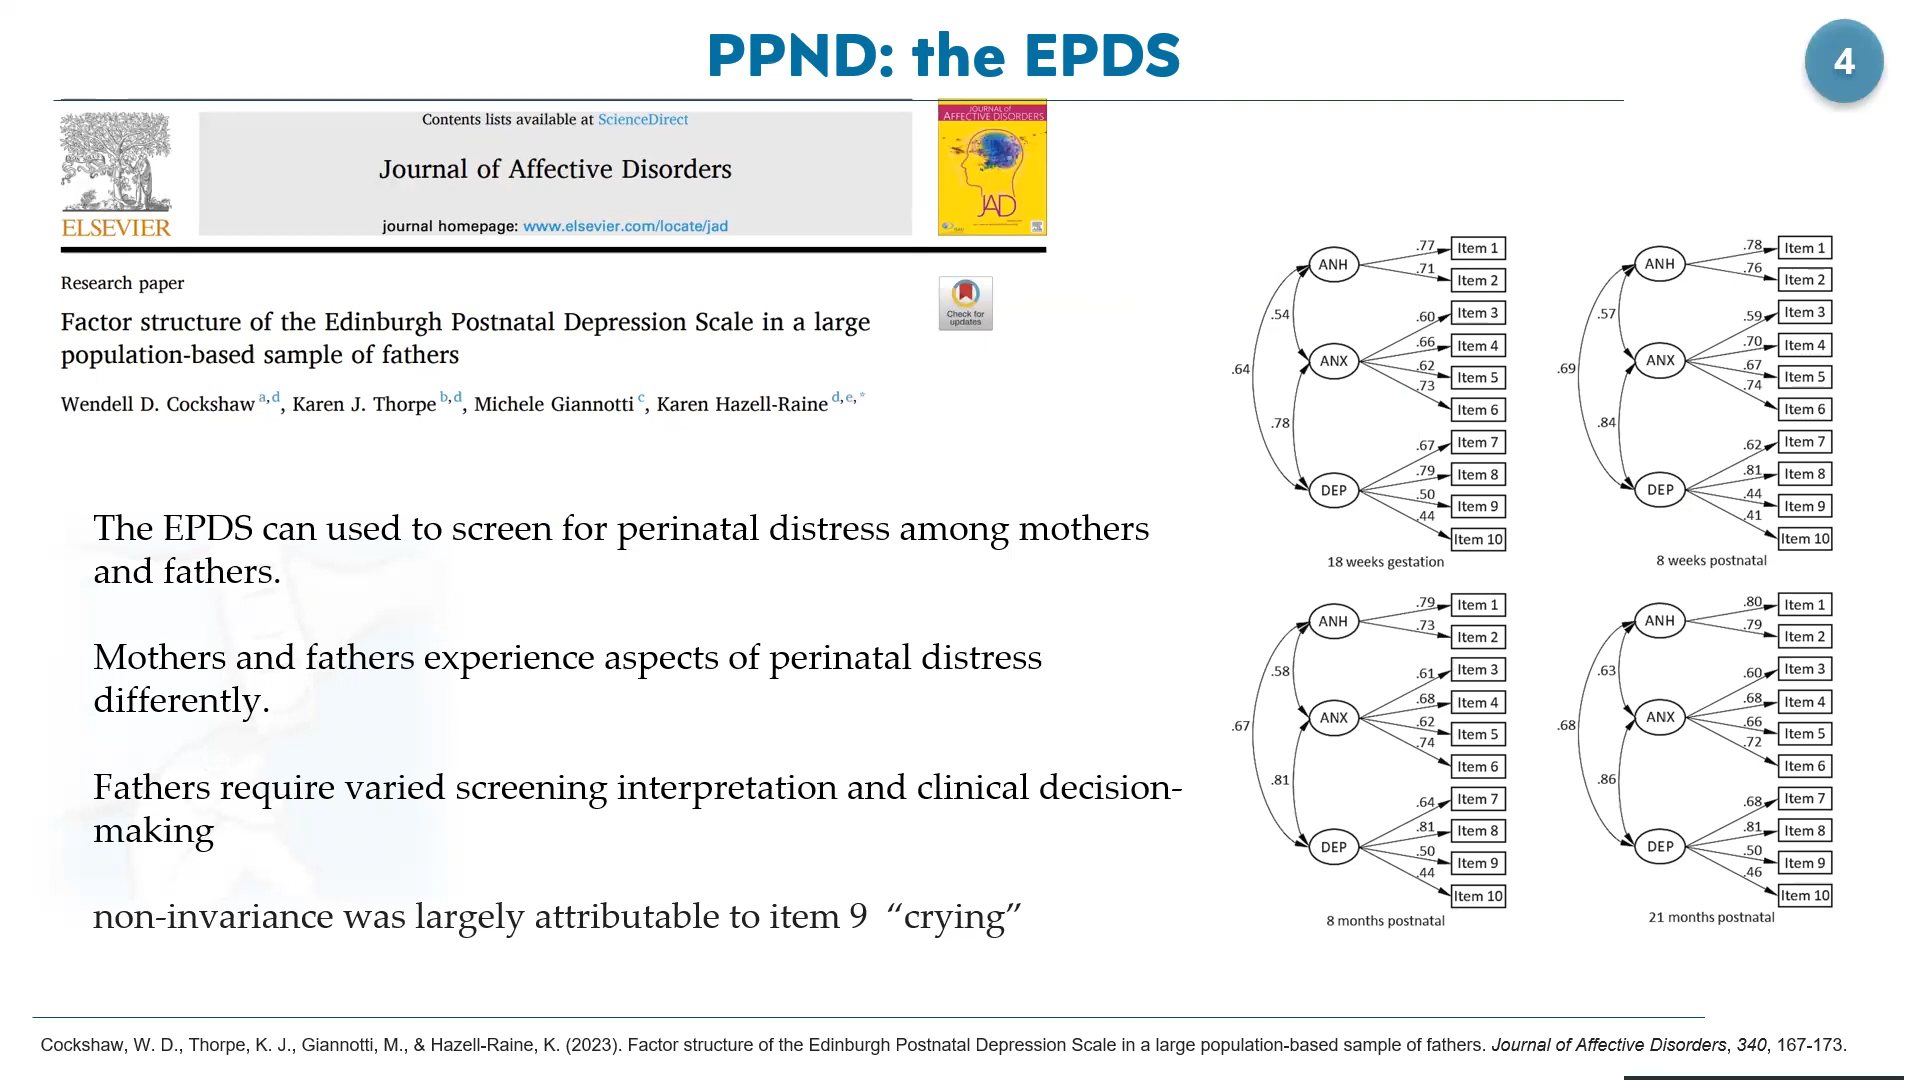 PPND: the EPDS
4
Contents lists available at ScienceDirect
Journal of Affective Disorders
journal homepage: www.elsevier.com/locate/jad
ELSEVIER
JOURNAL of
AFFECTIVE DISORDERS
JAD
Research paper
Check for
updates
Factor structure of the Edinburgh Postnatal Depression Scale in a large
population-based sample of fathers
Wendell D. Cockshaw a,d, Karen J. Thorpe b,d, Michele Giannotti c, Karen Hazell-Raine d,e,*
The EPDS can used to screen for perinatal distress among mothers
and fathers.
Mothers and fathers experience aspects of perinatal distress
differently.
Fathers require varied screening interpretation and clinical decision-
making
non-invariance was largely attributable to item 9 “crying”
ANH
.77 Item 1
.71 Item 2
.54
.60 Item 3
.66 Item 4
ANX
.64
.62 Item 5
.73 Item 6
.78
.67 Item 7
.79 Item 8
DEP
.50 Item 9
.44 Item 10
18 weeks gestation
ANH
.78 Item 1
.76 Item 2
.57
.59 Item 3
.70 Item 4
ANX
.69
.67 Item 5
.74 Item 6
.84
.62 Item 7
.81 Item 8
DEP
.44 Item 9
.41 Item 10
8 weeks postnatal
ANH
.79 Item 1
.73 Item 2
.58
.61 Item 3
.68 Item 4
ANX
.67
.62 Item 5
.74 Item 6
.81
.64 Item 7
.81 Item 8
DEP
.50 Item 9
.44 Item 10
8 months postnatal
ANH
.80 Item 1
.79 Item 2
.63
.60 Item 3
.68 Item 4
ANX
.68
.66 Item 5
.72 Item 6
.86
.68 Item 7
.81 Item 8
DEP
.50 Item 9
.46 Item 10
21 months postnatal
Cockshaw, W. D., Thorpe, K. J., Giannotti, M., & Hazell-Raine, K. (2023). Factor structure of the Edinburgh Postnatal Depression Scale in a large population-based sample of fathers. Journal of Affective Disorders, 340, 167-173.